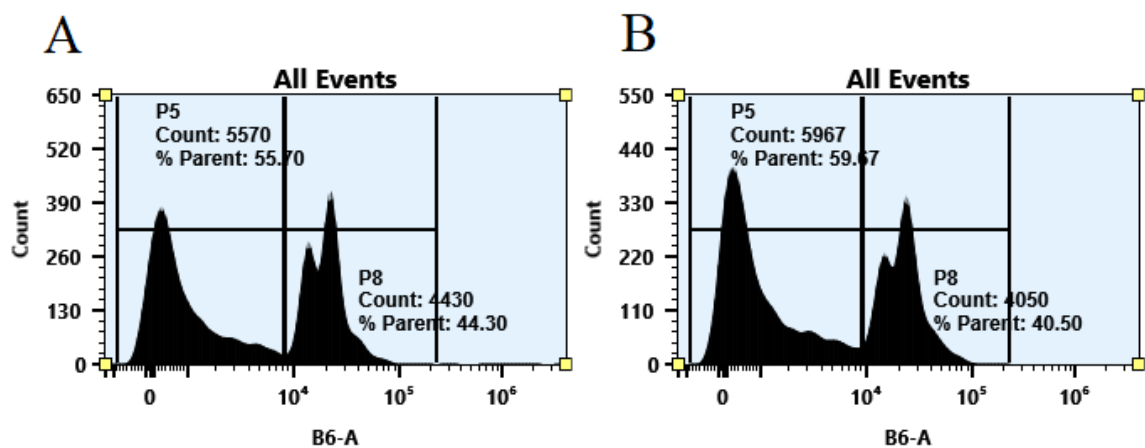 A
All Events
650
520
390
260
130
0
Count
P5
Count: 5570
% Parent: 55.70
P8
Count: 4430
% Parent: 44.30
0
10⁴
10⁵
10⁶
B6-A
B
All Events
550
440
330
220
110
0
Count
P5
Count: 5967
% Parent: 59.67
P8
Count: 4050
% Parent: 40.50
0
10⁴
10⁵
10⁶
B6-A